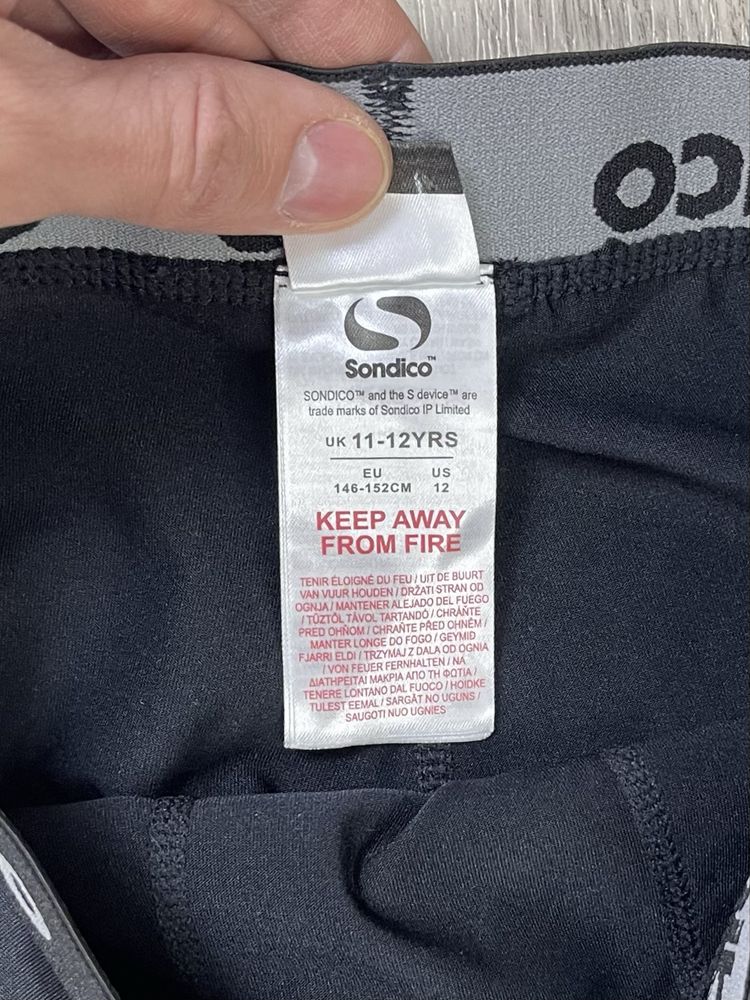 CO
Sondico™
SONDICO™ and the S device™ are
trade marks of Sondico IP Limited
UK 11-12YRS
EU US
146-152CM 12
KEEP AWAY
FROM FIRE
TENIR ÉLOIGNÉ DU FEU / UIT DE BUURT
VAN VUUR HOUDEN / DRŽATI STRAN OD
OGNJA / MANTENER ALEJADO DEL FUEGO
/ TŰZTŐL TÁVOL TARTANDÓ / CHRÁŇTE
PRED OHŇOM / CHRAŇTE PŘED OHNĚM /
MANTER LONGE DO FOGO / GEYMID
FJARRI ELDI / TRZYMAJ Z DALA OD OGNIA
/ VON FEUER FERNHALTEN / ΝΑ
ΔΙΑΤΗΡΕΙΤΑΙ ΜΑΚΡΙΑ ΑΠΟ ΤΗ ΦΩΤΙΑ /
TENERE LONTANO DAL FUOCO / HOIDKE
TULEST EEMAL / SARGĀT NO UGUNS /
SAUGOTI NUO UGNIES